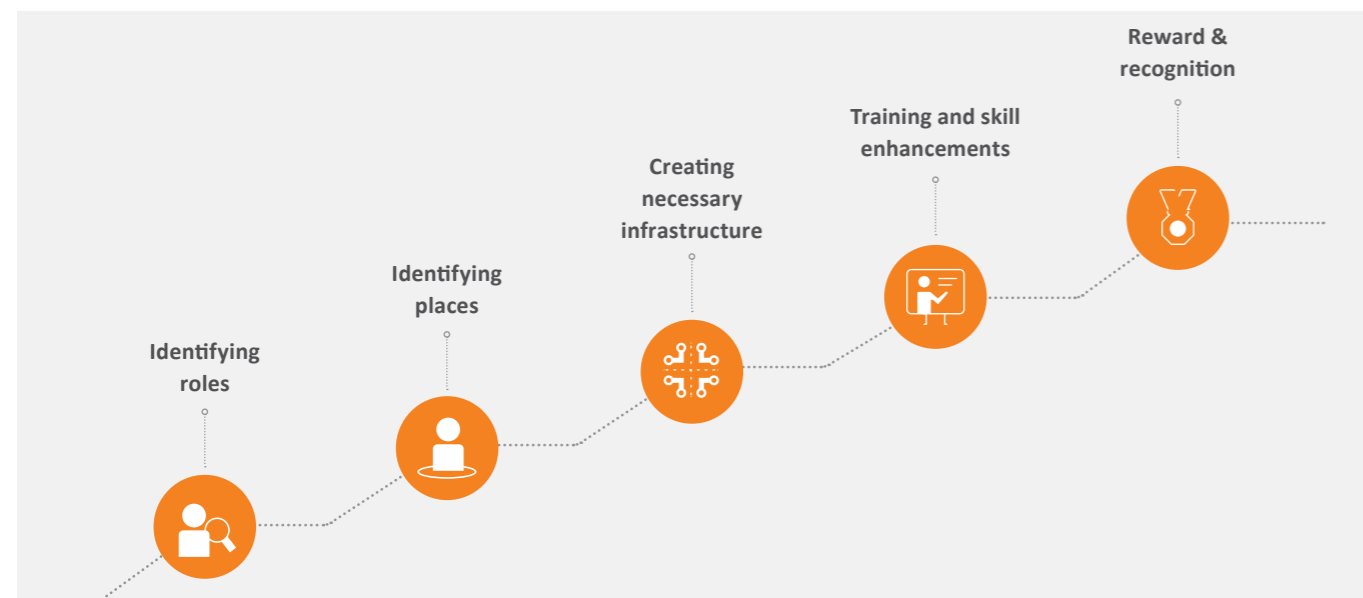 Identifying
roles
Identifying
places
Creating
necessary
infrastructure
Training and skill
enhancements
Reward &
recognition